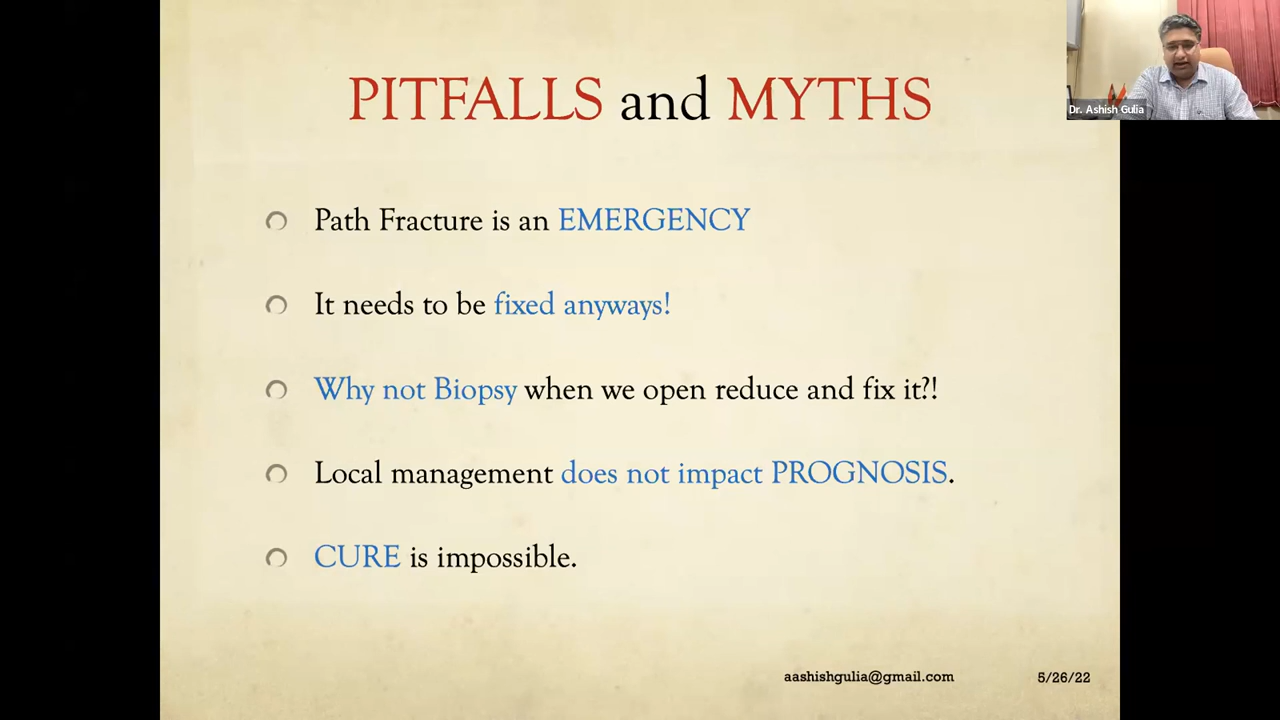 PITFALLS and MYTHS
Dr. Ashish Gulia
Path Fracture is an EMERGENCY
It needs to be fixed anyways!
Why not Biopsy when we open reduce and fix it?!
Local management does not impact PROGNOSIS.
CURE is impossible.
aashishgulia@gmail.com 5/26/22